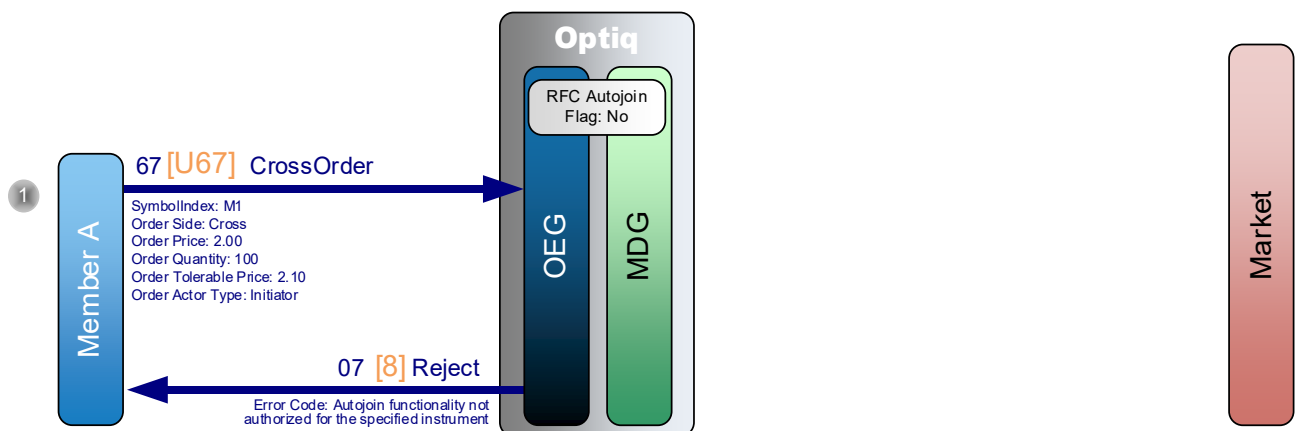 Optiq
RFC Autojoin
Flag: No
67 [U67] CrossOrder
1
SymbolIndex: M1
Order Side: Cross
Order Price: 2.00
Order Quantity: 100
Order Tolerable Price: 2.10
Order Actor Type: Initiator
Member A
OEG
MDG
Market
07 [8] Reject
Error Code: Autojoin functionality not
authorized for the specified instrument